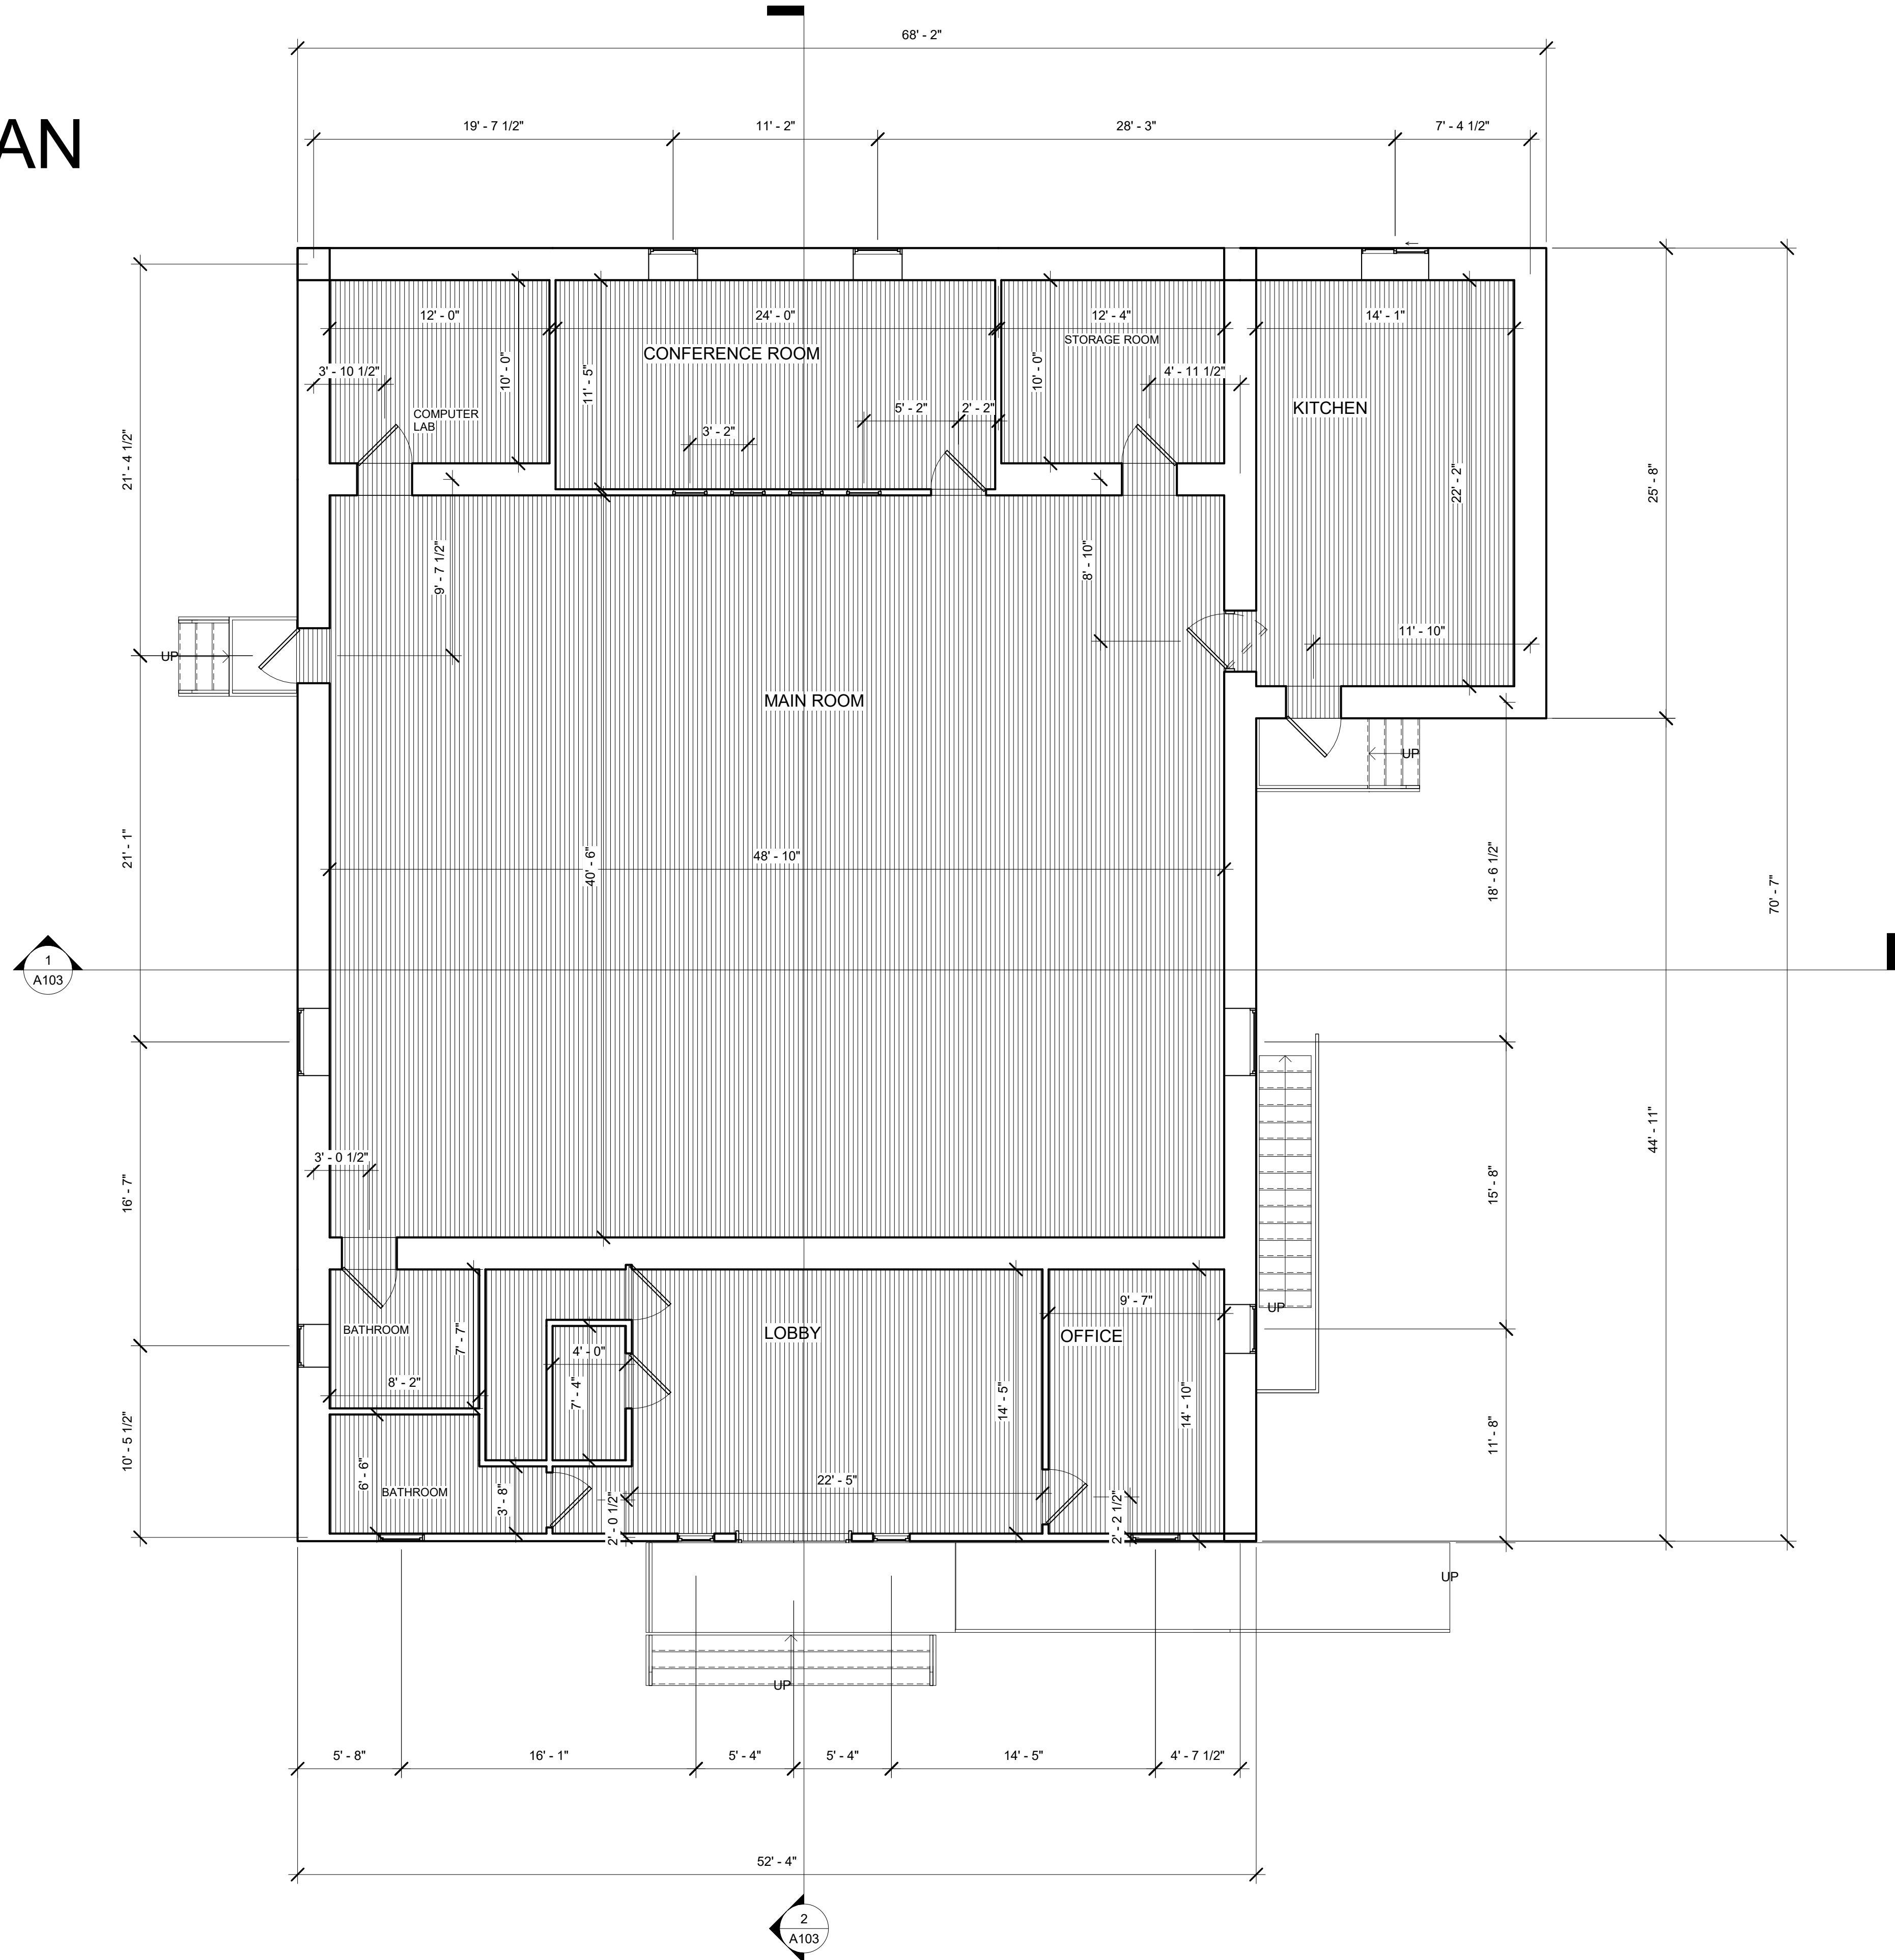 68' - 2"
AN
19' - 7 1/2"
11' - 2"
28' - 3"
7' - 4 1/2"
12' - 0"
24' - 0"
12' - 4"
14' - 1"
STORAGE ROOM
CONFERENCE ROOM
3' - 10 1/2"
10' - 0"
11' - 5"
10' - 0"
4' - 11 1/2"
KITCHEN
COMPUTER
LAB
5' - 2"
2' - 2"
3' - 2"
21' - 4 1/2"
22' - 2"
25' - 8"
9' - 7 1/2"
8' - 10"
11' - 10"
UP
MAIN ROOM
UP
21' - 1"
40' - 6"
48' - 10"
18' - 6 1/2"
70' - 7"
1
A103
3' - 0 1/2"
16' - 7"
15' - 8"
44' - 11"
UP
BATHROOM
7' - 7"
4' - 0"
LOBBY
9' - 7"
OFFICE
8' - 2"
7' - 4"
14' - 5"
14' - 10"
10' - 5 1/2"
11' - 8"
6' - 6"
BATHROOM
3' - 8"
22' - 5"
2' - 0 1/2"
2' - 2 1/2"
UP
UP
5' - 8"
16' - 1"
5' - 4"
5' - 4"
14' - 5"
4' - 7 1/2"
52' - 4"
2
A103